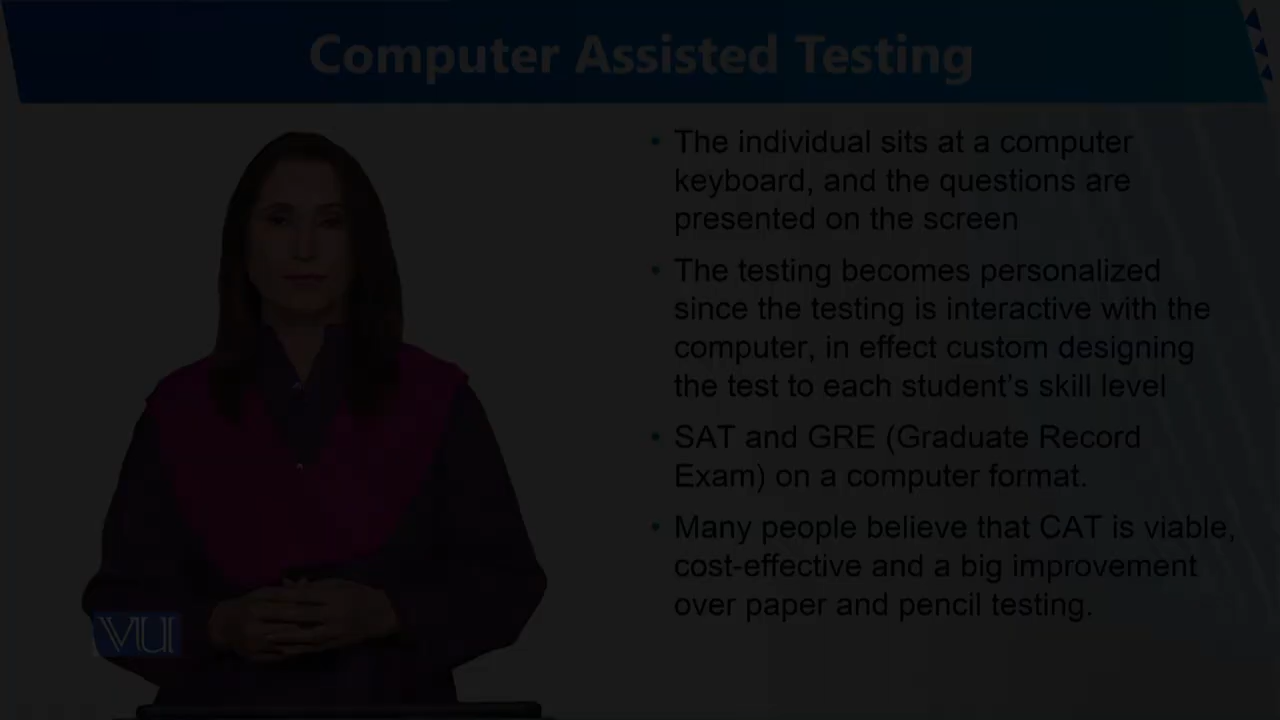 Computer Assisted Testing
• The individual sits at a computer
keyboard, and the questions are
presented on the screen
• The testing becomes personalized
since the testing is interactive with the
computer, in effect custom designing
the test to each student's skill level
• SAT and GRE (Graduate Record
Exam) on a computer format.
• Many people believe that CAT is viable,
cost-effective and a big improvement
over paper and pencil testing.
VU